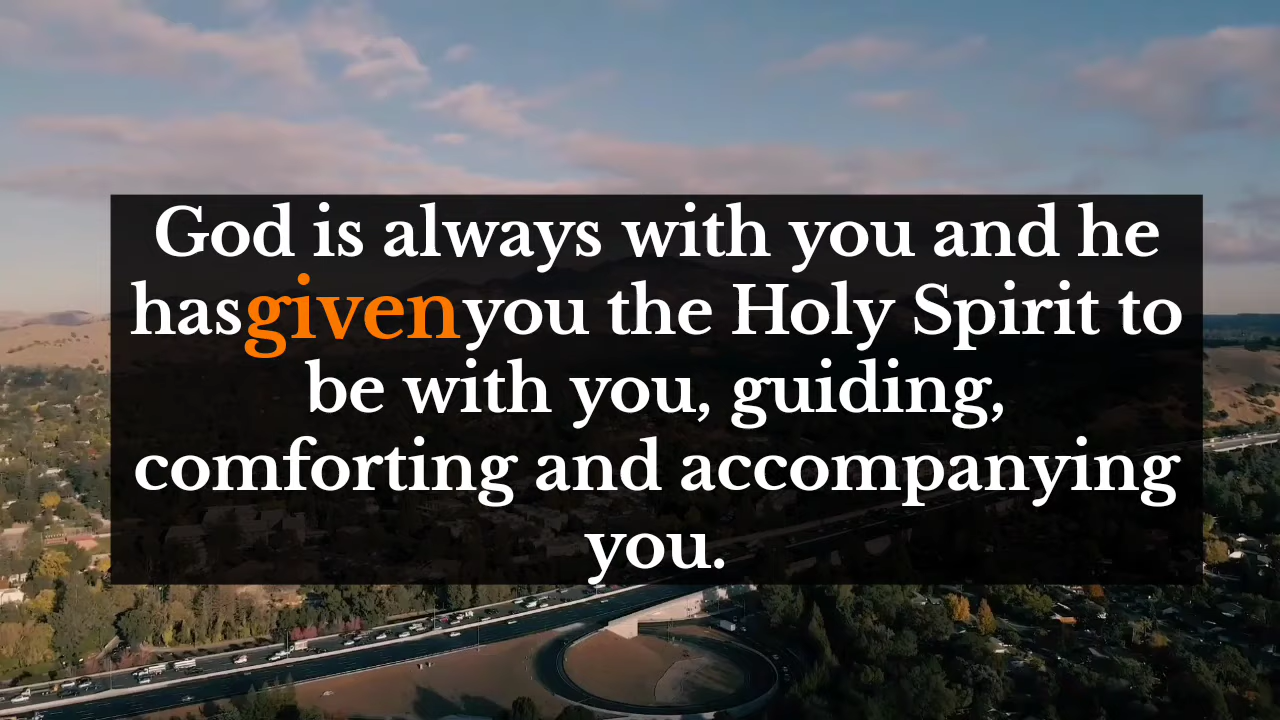 God is always with you and he
has given you the Holy Spirit to
be with you, guiding,
comforting and accompanying
you.